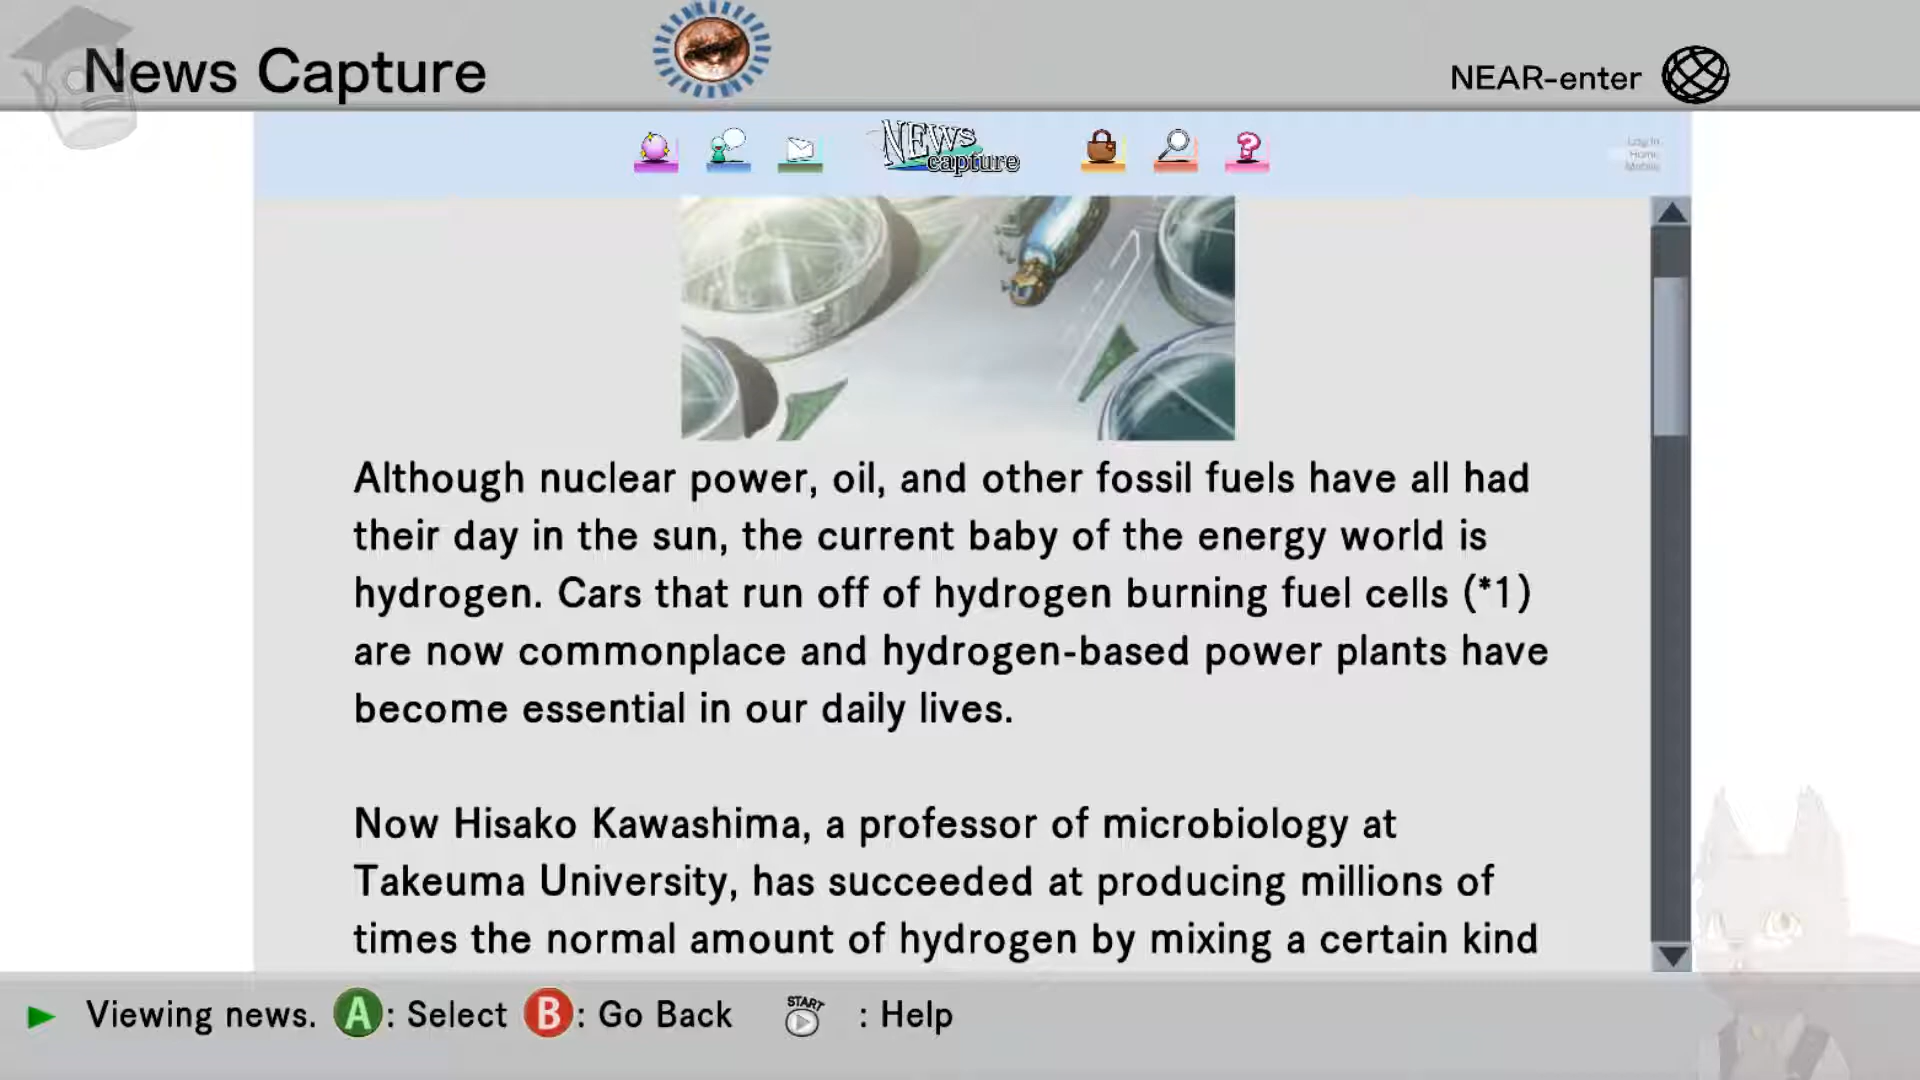 News Capture
NEAR-enter
NEWS
capture
Log In
Home
Mobile
Although nuclear power, oil, and other fossil fuels have all had
their day in the sun, the current baby of the energy world is
hydrogen. Cars that run off of hydrogen burning fuel cells (*1)
are now commonplace and hydrogen-based power plants have
become essential in our daily lives.
Now Hisako Kawashima, a professor of microbiology at
Takeuma University, has succeeded at producing millions of
times the normal amount of hydrogen by mixing a certain kind
Viewing news. A : Select B : Go Back START : Help